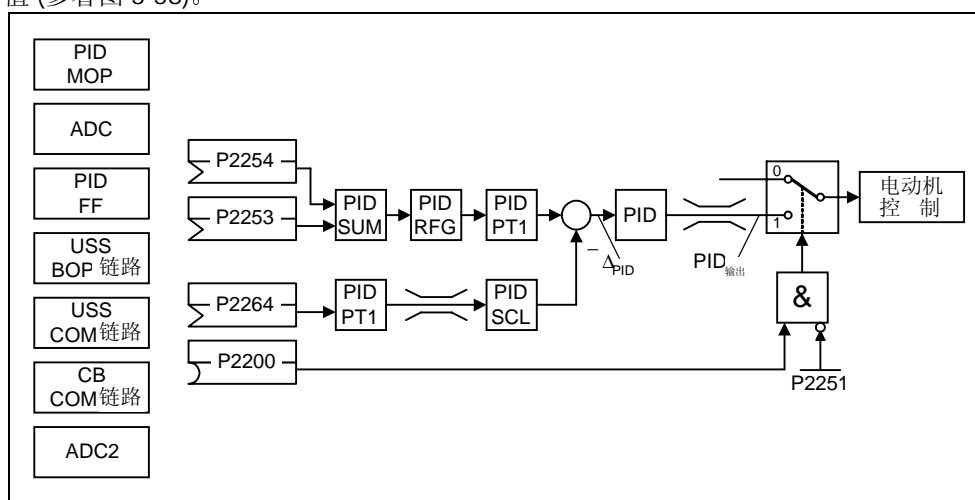 PID
MOP
ADC
PID
FF
USS
BOP 链路
USS
COM链路
CB
COM链路
ADC2
P2254
P2253
P2264
P2200
PID
SUM
PID
RFG
PID
PT1
PID
PT1
PID
SCL
−
ΔPID
PID
PID输出
0
1
&
P2251
电动机
控 制